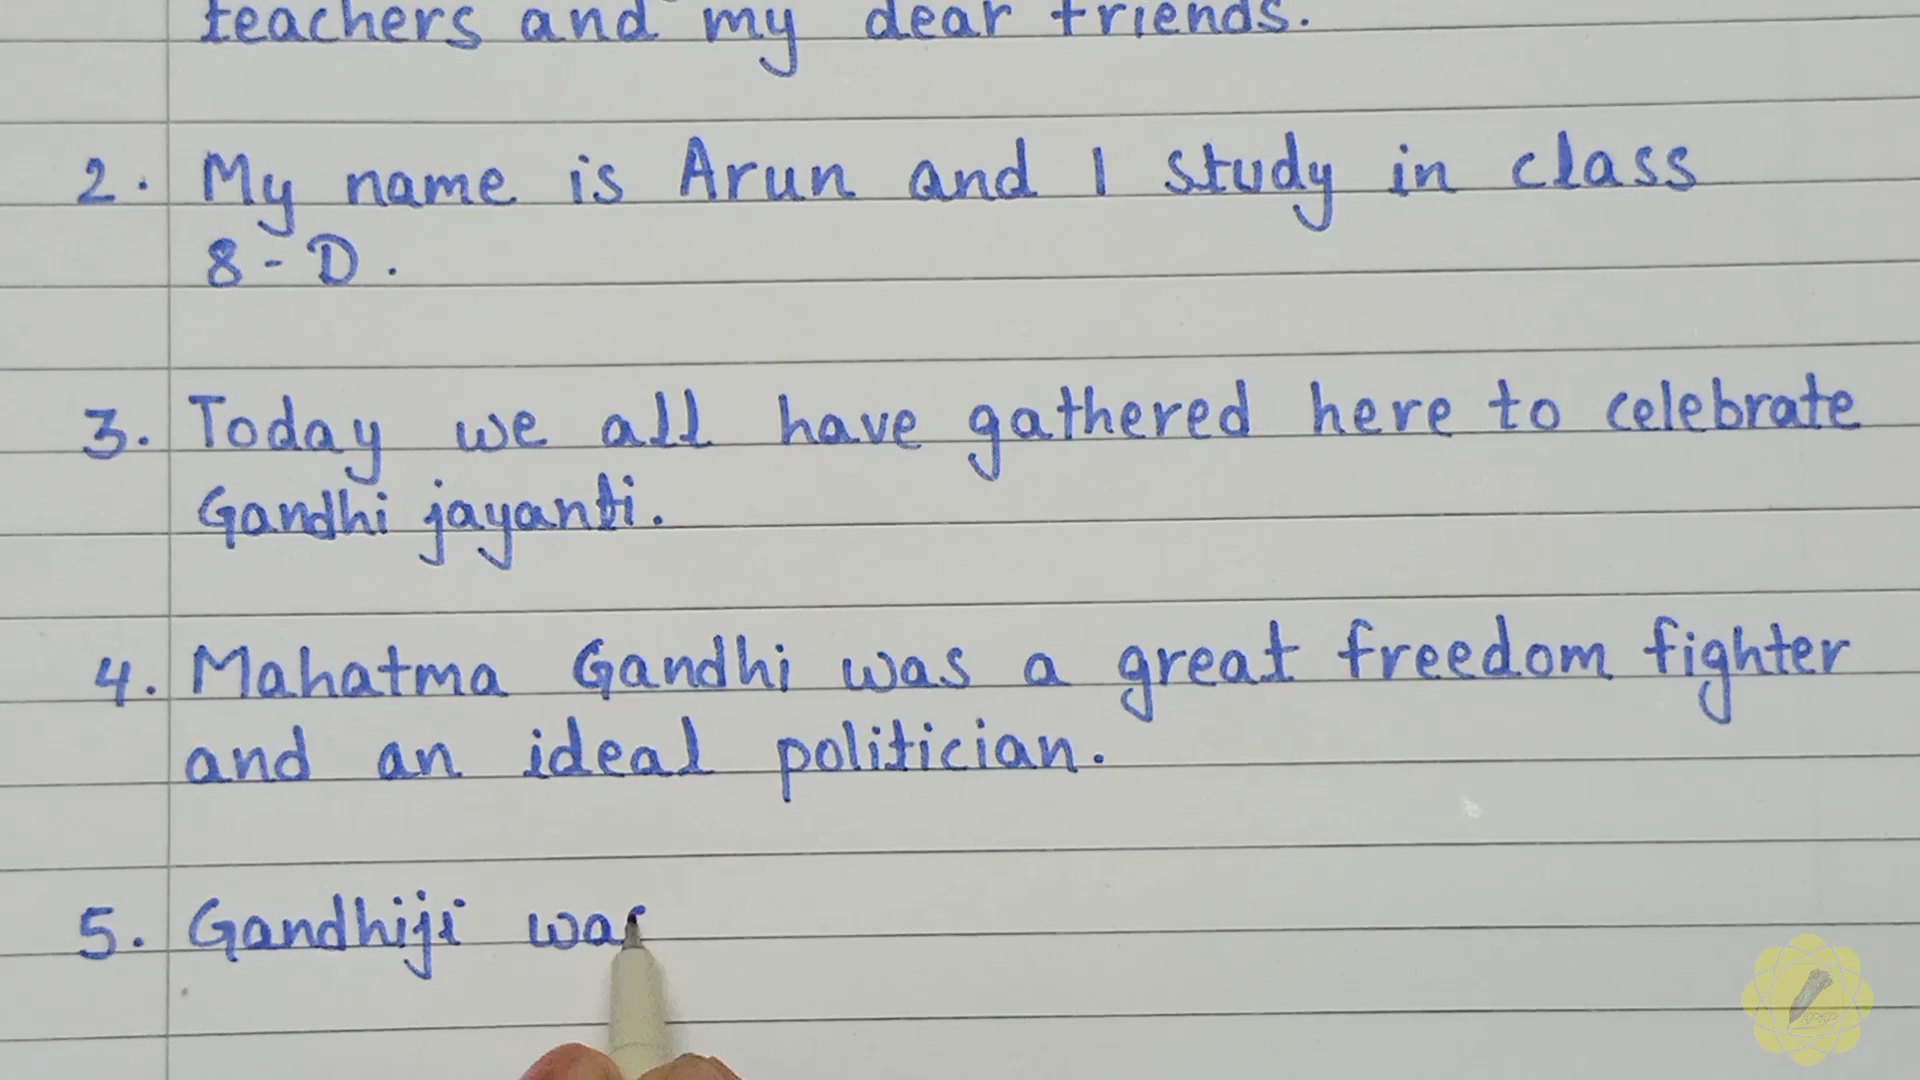 teachers and my dear friends.
2. My name is Arun and I study in class
8-D.
3. Today we all have gathered here to celebrate
Gandhi jayanti.
4. Mahatma Gandhi was a great freedom fighter
and an ideal politician.
5. Gandhiji was